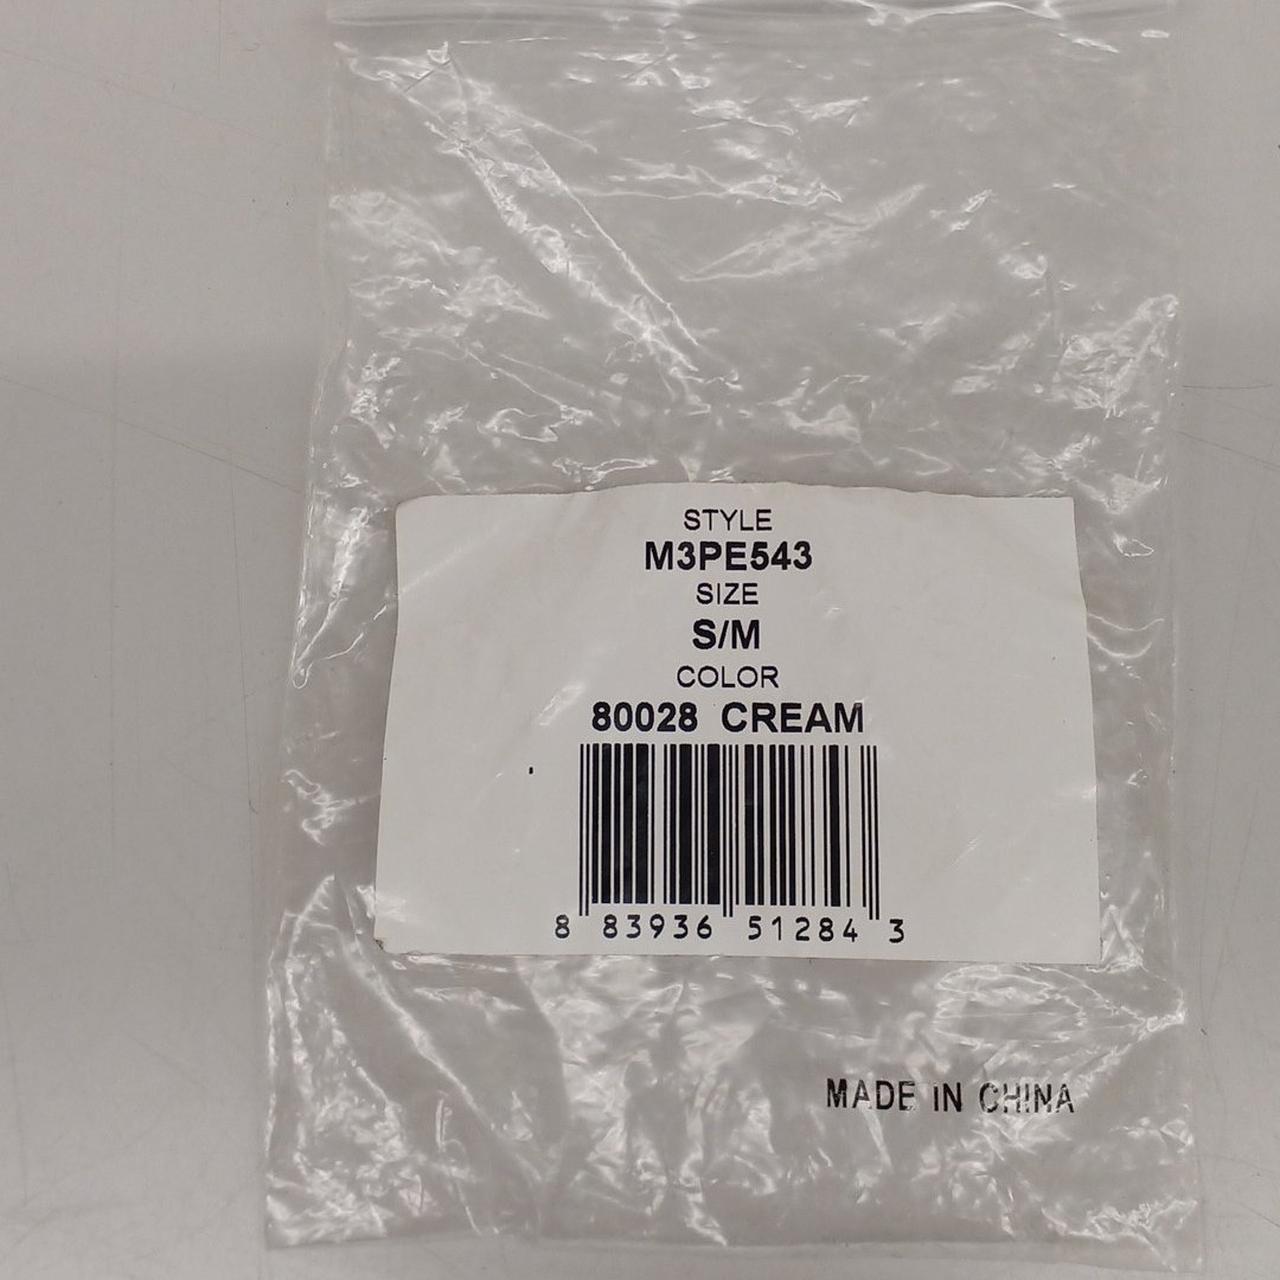 STYLE
M3PE543
SIZE
S/M
COLOR
80028 CREAM
8 83936 51284 3
MADE IN CHINA